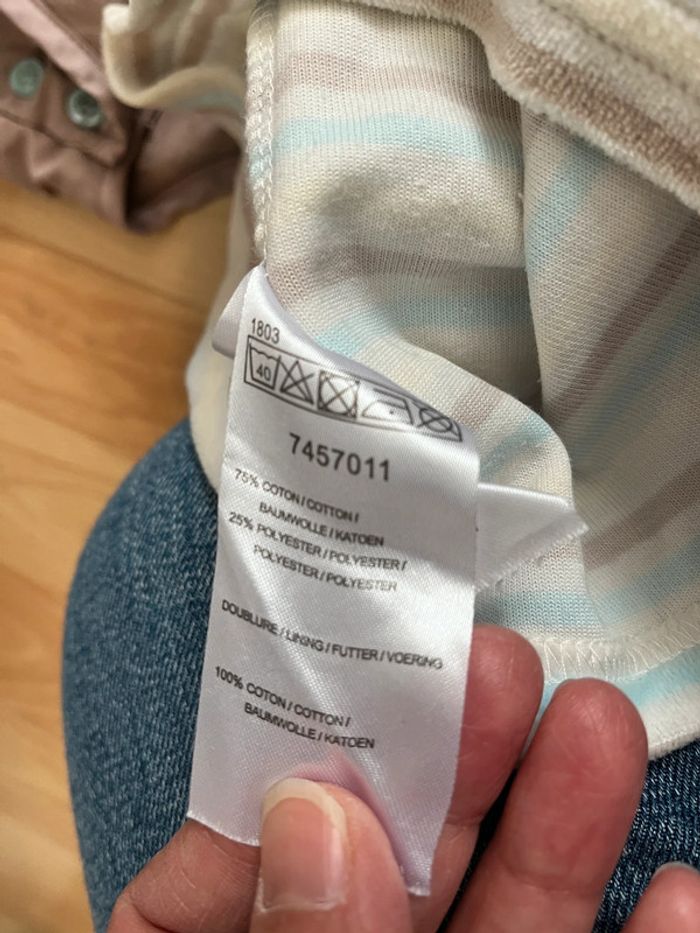 1803
40
7457011
75% COTON / COTTON /
BAUMWOLLE / KATOEN
25% POLYESTER / POLYESTER /
POLYESTER / POLYESTER
DOUBLURE / LINING / FUTTER / VOERING
100% COTON / COTTON /
BAUMWOLLE / KATOEN